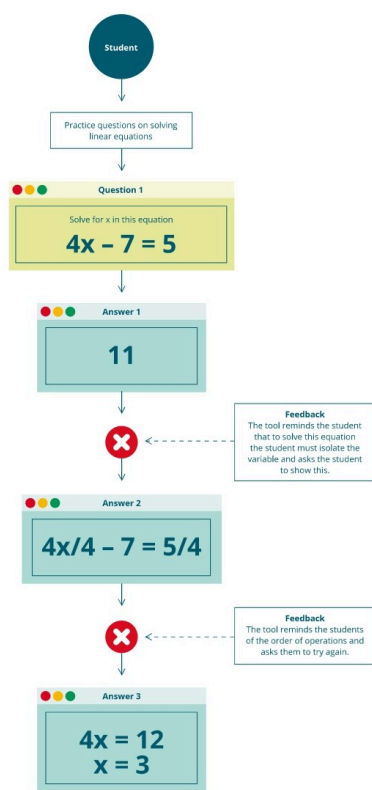 Student
Practice questions on solving
linear equations
Question 1
Solve for x in this equation
4x – 7 = 5
Answer 1
11
Feedback
The tool reminds the student
that to solve this equation
the student must isolate the
variable and asks the student
to show this.
Answer 2
4x/4 – 7 = 5/4
Feedback
The tool reminds the students
of the order of operations and
asks them to try again.
Answer 3
4x = 12
x = 3